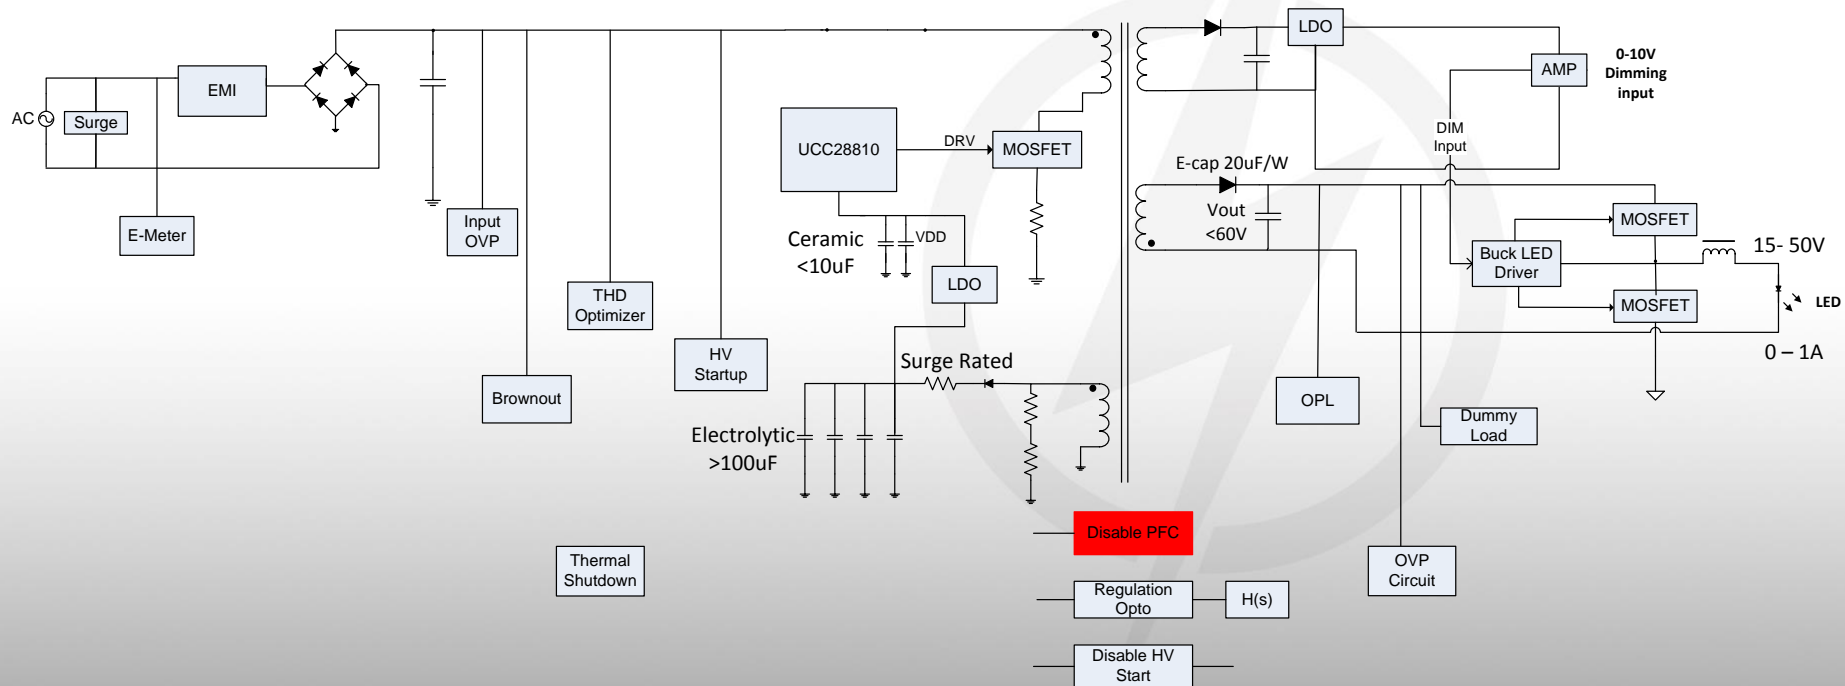 LDO
AMP
0-10V
Dimming
input
EMI
AC
Surge
UCC28810
DRV
MOSFET
DIM
Input
E-cap 20uF/W
Vout
<60V
MOSFET
Buck LED
Driver
15- 50V
MOSFET
LED
0 – 1A
E-Meter
Input
OVP
Ceramic
<10uF
VDD
LDO
THD
Optimizer
HV
Startup
Surge Rated
Brownout
Electrolytic
>100uF
OPL
Dummy
Load
Disable PFC
Thermal
Shutdown
OVP
Circuit
Regulation
Opto
H(s)
Disable HV
Start